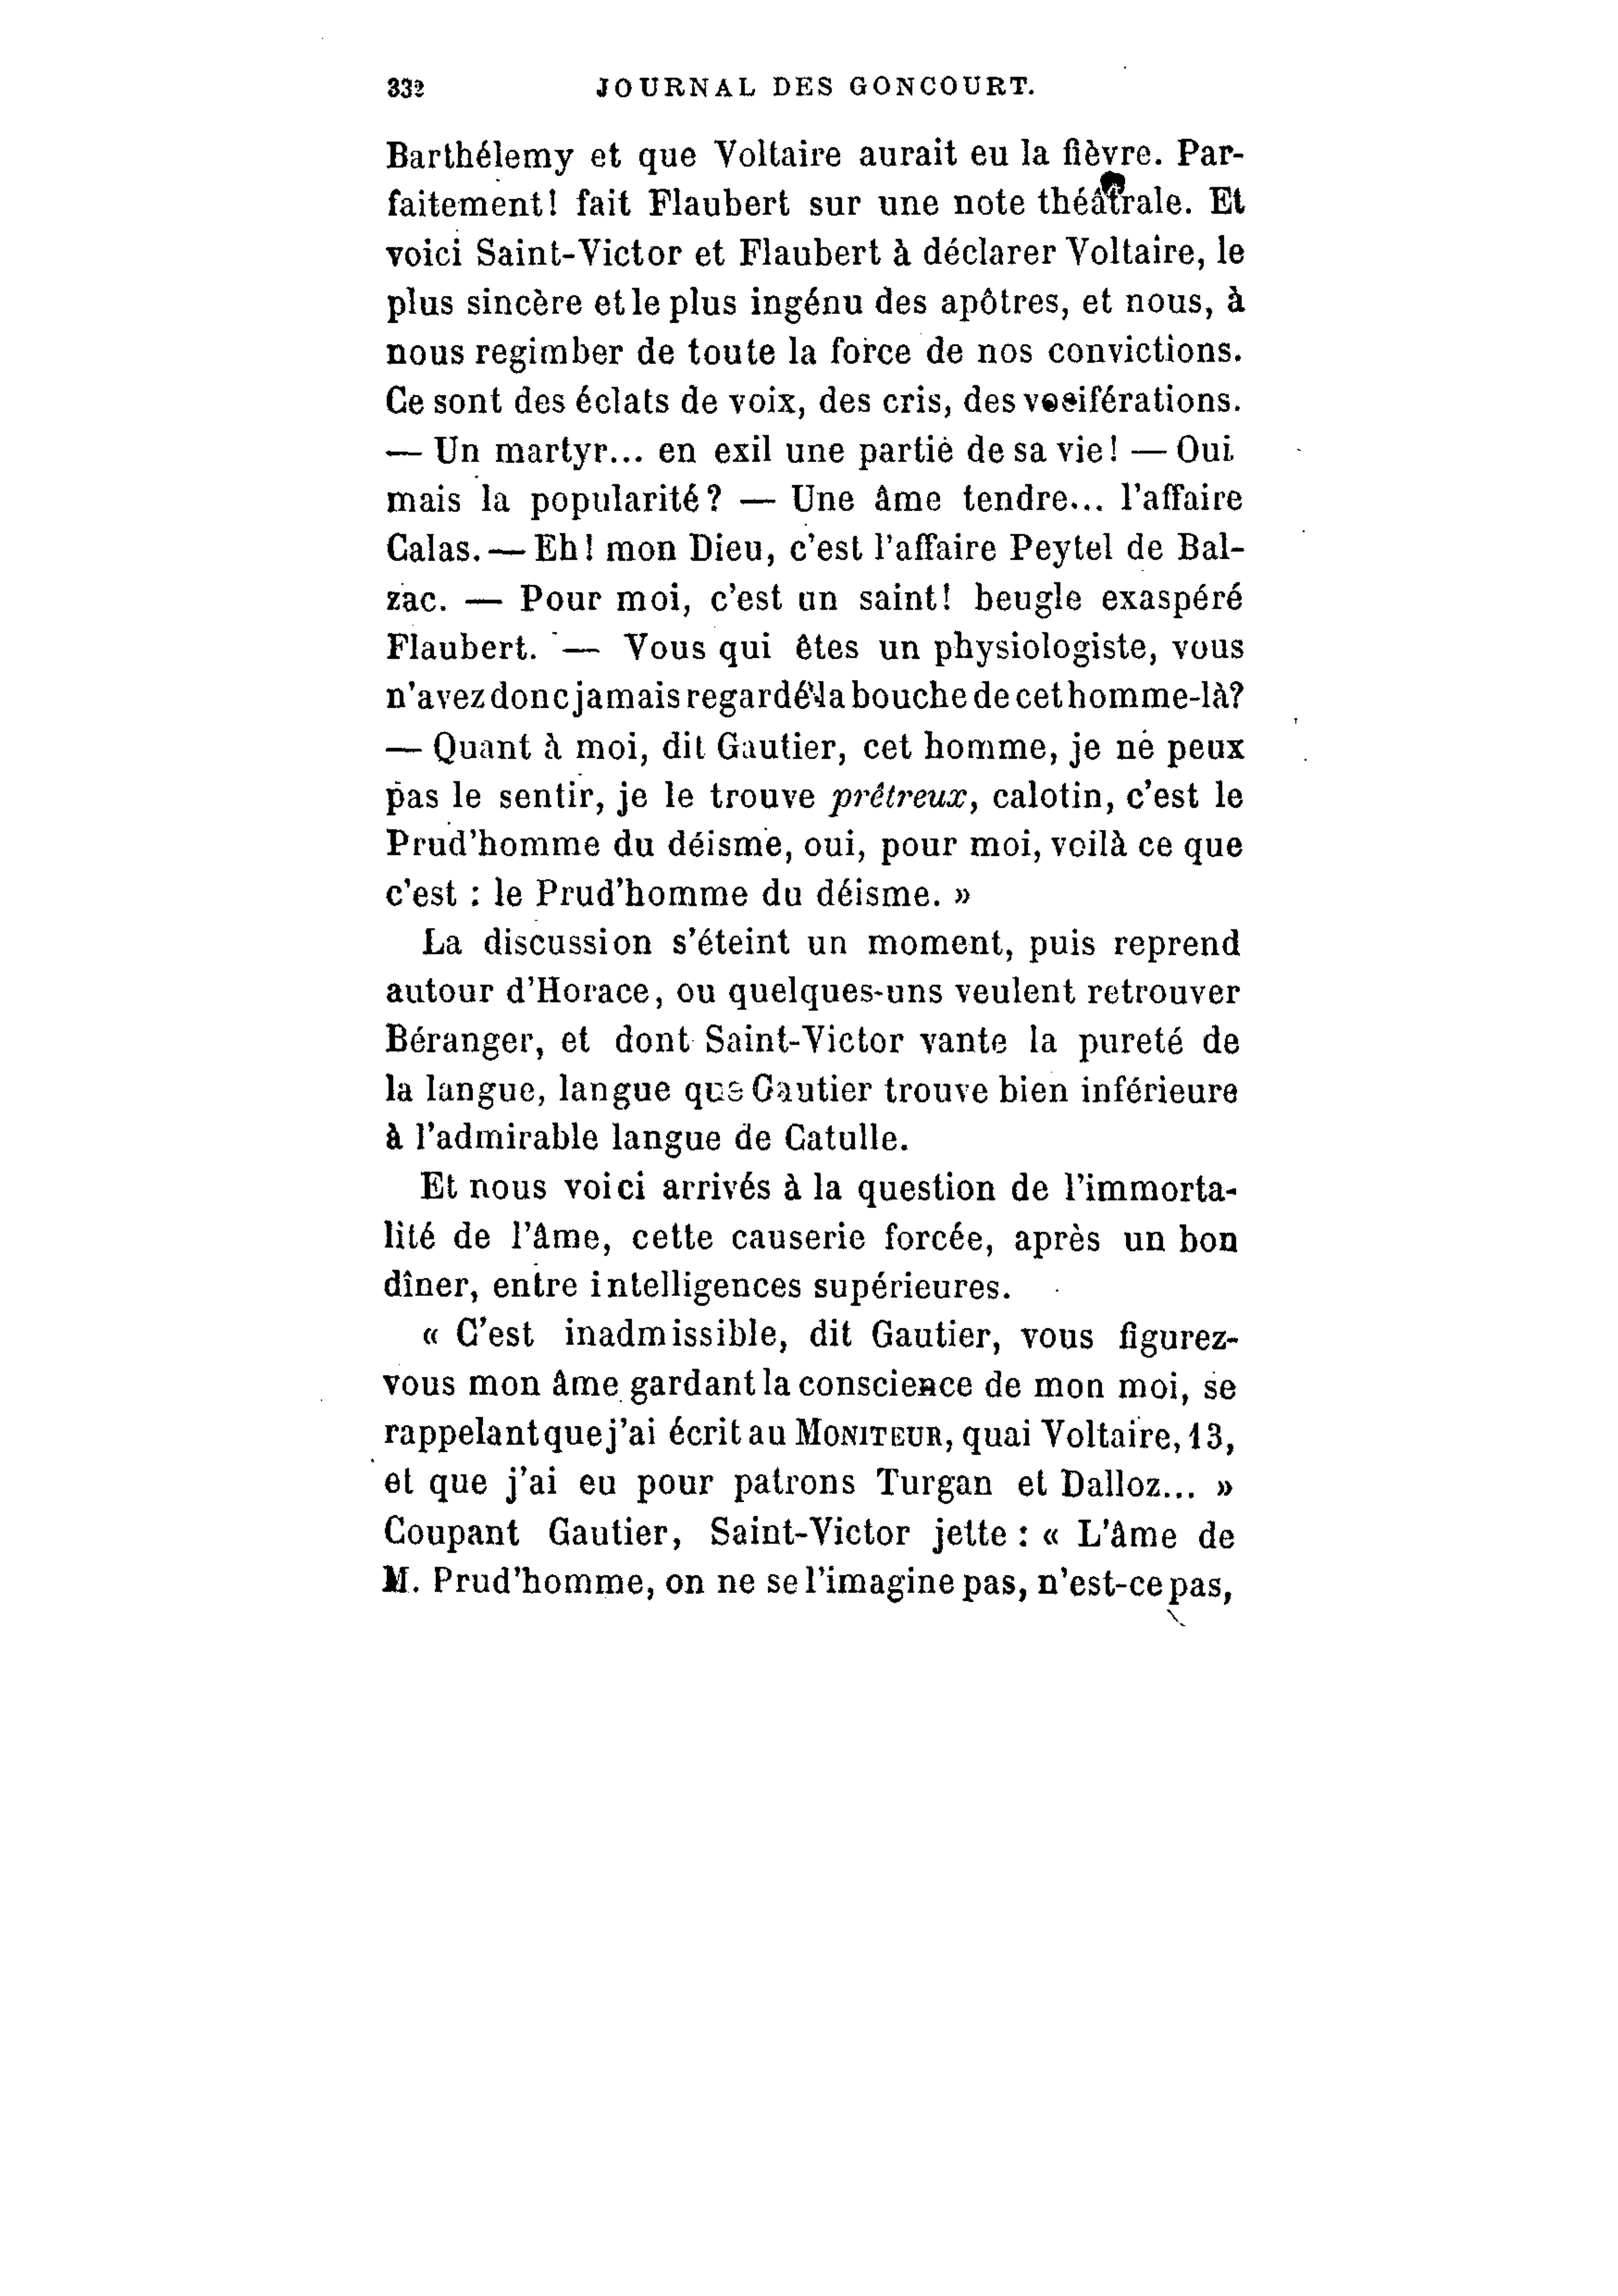 332 JOURNAL DES GONCOURT.
Barthélemy et que Voltaire aurait eu la fièvre. Par-
faitement! fait Flaubert sur une note théâtrale. Et
voici Saint-Victor et Flaubert à déclarer Voltaire, le
plus sincère et le plus ingénu des apôtres, et nous, à
nous regimber de toute la force de nos convictions.
Ce sont des éclats de voix, des cris, des vociférations.
— Un martyr... en exil une partie de sa vie! — Oui
mais la popularité? — Une âme tendre... l'affaire
Calas. — Eh! mon Dieu, c'est l'affaire Peytel de Bal-
zac. — Pour moi, c'est un saint! beugle exaspéré
Flaubert. — Vous qui êtes un physiologiste, vous
n'avez donc jamais regardé la bouche de cet homme-là?
— Quant à moi, dit Gautier, cet homme, je ne peux
pas le sentir, je le trouve prêtreux, calotin, c'est le
Prud'homme du déisme, oui, pour moi, voilà ce que
c'est : le Prud'homme du déisme. »
La discussion s'éteint un moment, puis reprend
autour d'Horace, ou quelques-uns veulent retrouver
Béranger, et dont Saint-Victor vante la pureté de
la langue, langue que Gautier trouve bien inférieure
à l'admirable langue de Catulle.
Et nous voici arrivés à la question de l'immorta-
lité de l'âme, cette causerie forcée, après un bon
dîner, entre intelligences supérieures.
« C'est inadmissible, dit Gautier, vous figurez-
vous mon âme gardant la conscience de mon moi, se
rappelant que j'ai écrit au MONITEUR, quai Voltaire, 13,
et que j'ai eu pour patrons Turgan et Dalloz... »
Coupant Gautier, Saint-Victor jette : « L'âme de
M. Prud'homme, on ne se l'imagine pas, n'est-ce pas,